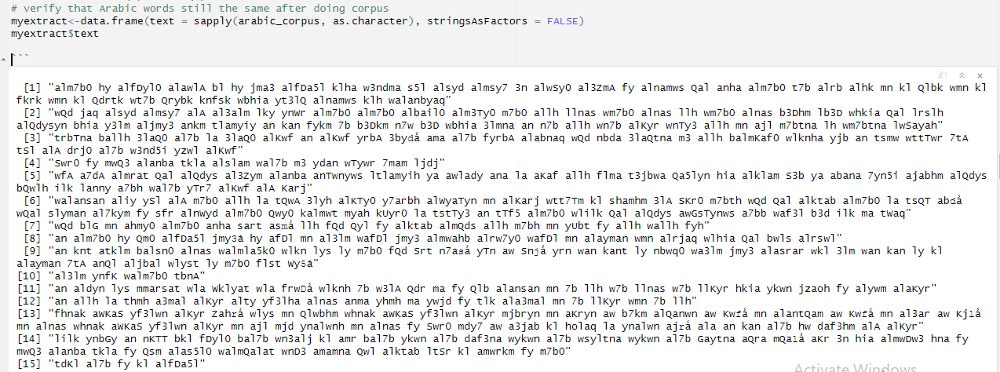 # verify that Arabic words still the same after doing corpus
myextract<-data.frame(text = sapply(arabic_corpus, as.character), stringsAsFactors = FALSE)
myextract$text
```
[1] "alm7b0 hy alfDyl0 alawlA bl hy jma3 alfDa5l klha w3ndma s5l alsyd almsy7 3n alwSy0 al3ZmA fy alnamws Qal anha alm7b0 t7b alrb alhk mn kl Qlbk wmn kl
fkrk wmn kl Qdrtk wt7b Qrybk knfsk wbhia yt3lQ alnamws klh walanbyaq"
[2] "wQd jaq alsyd almsy7 alA al3alm lky ynWr alm7b0 alm7b0 albail0 alm3Ty0 m7b0 allh llnas wm7b0 alnas llh wm7b0 alnas b3Dhm lb3D whkia Qal lrslh
alQdysyn bhia y3lm aljmy3 ankm tlamyiy an kan fykm 7b b3Dkm n7w b3D wbhia 3lmna an n7b allh wn7b alKyr wnTy3 allh mn ajl m7btna lh wm7btna lwSayah"
[3] "trbTna ballh 3laQ0 al7b la 3laQ0 alKwf an alKwf yrbA 3bydȧ́ ama al7b fyrbA alabnaq wQd nbda 3laQtna m3 allh balmKaf0 wlknha yjb an tsmw wttTwr 7tA
tSl alA drj0 al7b w3nd5i yzwl alKwf"
[4] "Swr0 fy mwQ3 alanba tkla alslam wal7b m3 ydan wTywr 7mam ljdj"
[5] "wfA a7dA almrat Qal alQdys al3Zym alanba anTwnyws ltlamyih ya awlady ana la aKaf allh flma t3jbwa Qa5lyn hia alklam S3b ya abana 7yn5i ajabhm alQdys
bQwlh ilk lanny a7bh wal7b yTr7 alKwf alA Karj"
[6] "walansan aliy ySl alA m7b0 allh la tQwA 3lyh alKTy0 y7arbh alWyaTyn mn alKarj wtt7Tm kl shamhm 3lA SKr0 m7bth wQd Qal alktab alm7b0 la tsQT abdȧ́
wQal slyman al7kym fy sfr alnWyd alm7b0 Qwy0 kalmwt myah kUyr0 la tstTy3 an tTf5 alm7b0 wlilk Qal alQdys awGsTynws a7bb waf3l b3d ilk ma tWaq"
[7] "wQd blG mn ahmy0 alm7b0 anha sart asmȧ́ llh fQd Qyl fy alktab almQds allh m7bh mn yUbt fy allh wallh fyh"
[8] "an alm7b0 hy Qm0 alfDa5l jmy3ȧ́ hy afDl mn al3lm wafDl jmy3 almwahb alrw7y0 wafDl mn alayman wmn alrjaq wlhia Qal bwls alrswl"
[9] "an knt atklm balsn0 alnas walmla5k0 wlkn lys ly m7b0 fQd Srt n7asȧ́ yTn aw Snjȧ́ yrn wan kant ly nbwq0 wa3lm jmy3 alasrar wkl 3lm wan kan ly kl
alayman 7tA anQl aljbal wlyst ly m7b0 flst Wy5ȧ́"
[10] "al3lm ynfK walm7b0 tbnA"
[11] "an aldyn lys mmarsat wla Wklyat wla frwDȧ́ wlknh 7b w3lA Qdr ma fy Qlb alansan mn 7b llh w7b llnas w7b llKyr hkia ykwn jzaoh fy alywm alaKyr"
[12] "an allh la thmh a3mal alKyr alty yf3lha alnas anma yhmh ma ywjd fy tlk ala3mal mn 7b llKyr wmn 7b llh"
[13] "fhnak aWKaS yf3lwn alKyr Zahrȧ́ wlys mn Qlwbhm whnak aWKaS yf3lwn alKyr mjbryn mn aKryn aw b7km alQanwn aw Kwfȧ́ mn alantQam aw Kwfȧ́ mn al3ar aw Kjlȧ́
mn alnas whnak aWKaS yf3lwn alKyr mn ajl mjd ynalwnh mn alnas fy Swr0 mdy7 aw a3jab kl holaq la ynalwn ajrȧ́ ala an kan al7b hw daf3hm alA alKyr"
[14] "lilk ynbGy an nKTT bkl fDyl0 bal7b wn3alj kl amr bal7b ykwn al7b daf3na wykwn al7b wsyltna wykwn al7b Gaytna aQra mQalȧ́ aKr 3n hia almwDw3 hna fy
mwQ3 alanba tkla fy Qsm alas5l0 walmQalat wnD3 amamna Qwl alktab ltSr kl amwrkm fy m7b0"
[15] "tdKl al7b fy kl alfDa5l"
Activate Windows